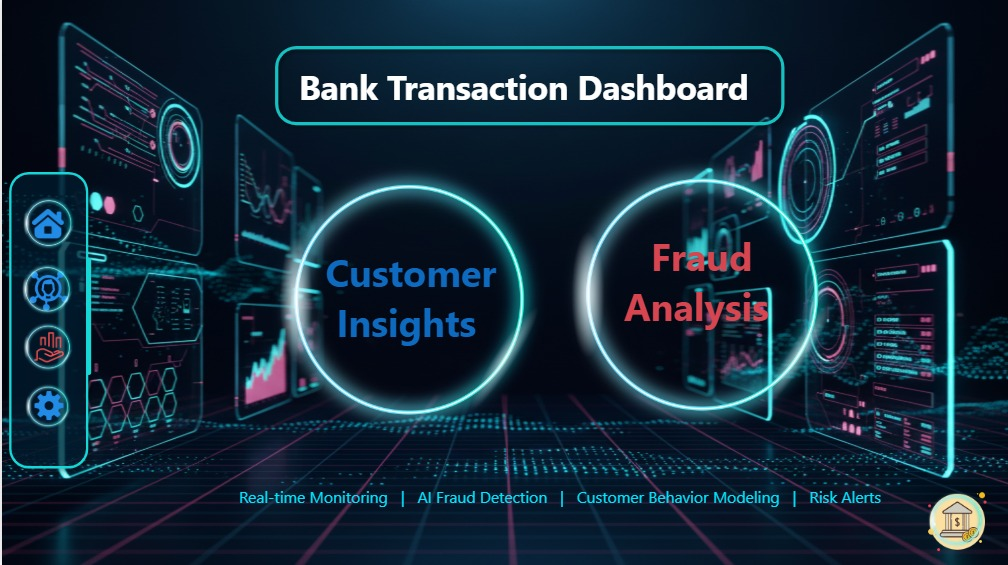 Bank Transaction Dashboard
Customer
Insights
Fraud
Analysis
Real-time Monitoring | AI Fraud Detection | Customer Behavior Modeling | Risk Alerts
$